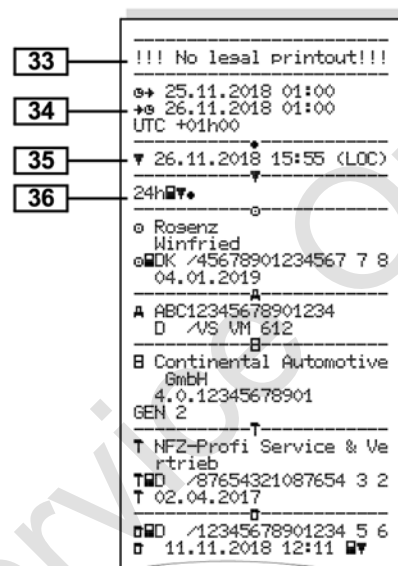 33
!!! No legal printout!!!
34
25.11.2018 01:00
26.11.2018 01:00
UTC +01h00
35
▼ 26.11.2018 15:55 (LOC)
36
24h▼
Rosenz
Winfried
DK /45678901234567 7 8
04.01.2019
A ABC12345678901234
D /VS VM 612
B Continental Automotive
GmbH
4.0.12345678901
GEN 2
T NFZ-Profi Service & Ve
rtrieb
T D /87654321087654 3 2
T 02.04.2017
D /12345678901234 5 6
11.11.2018 12:11 ▼